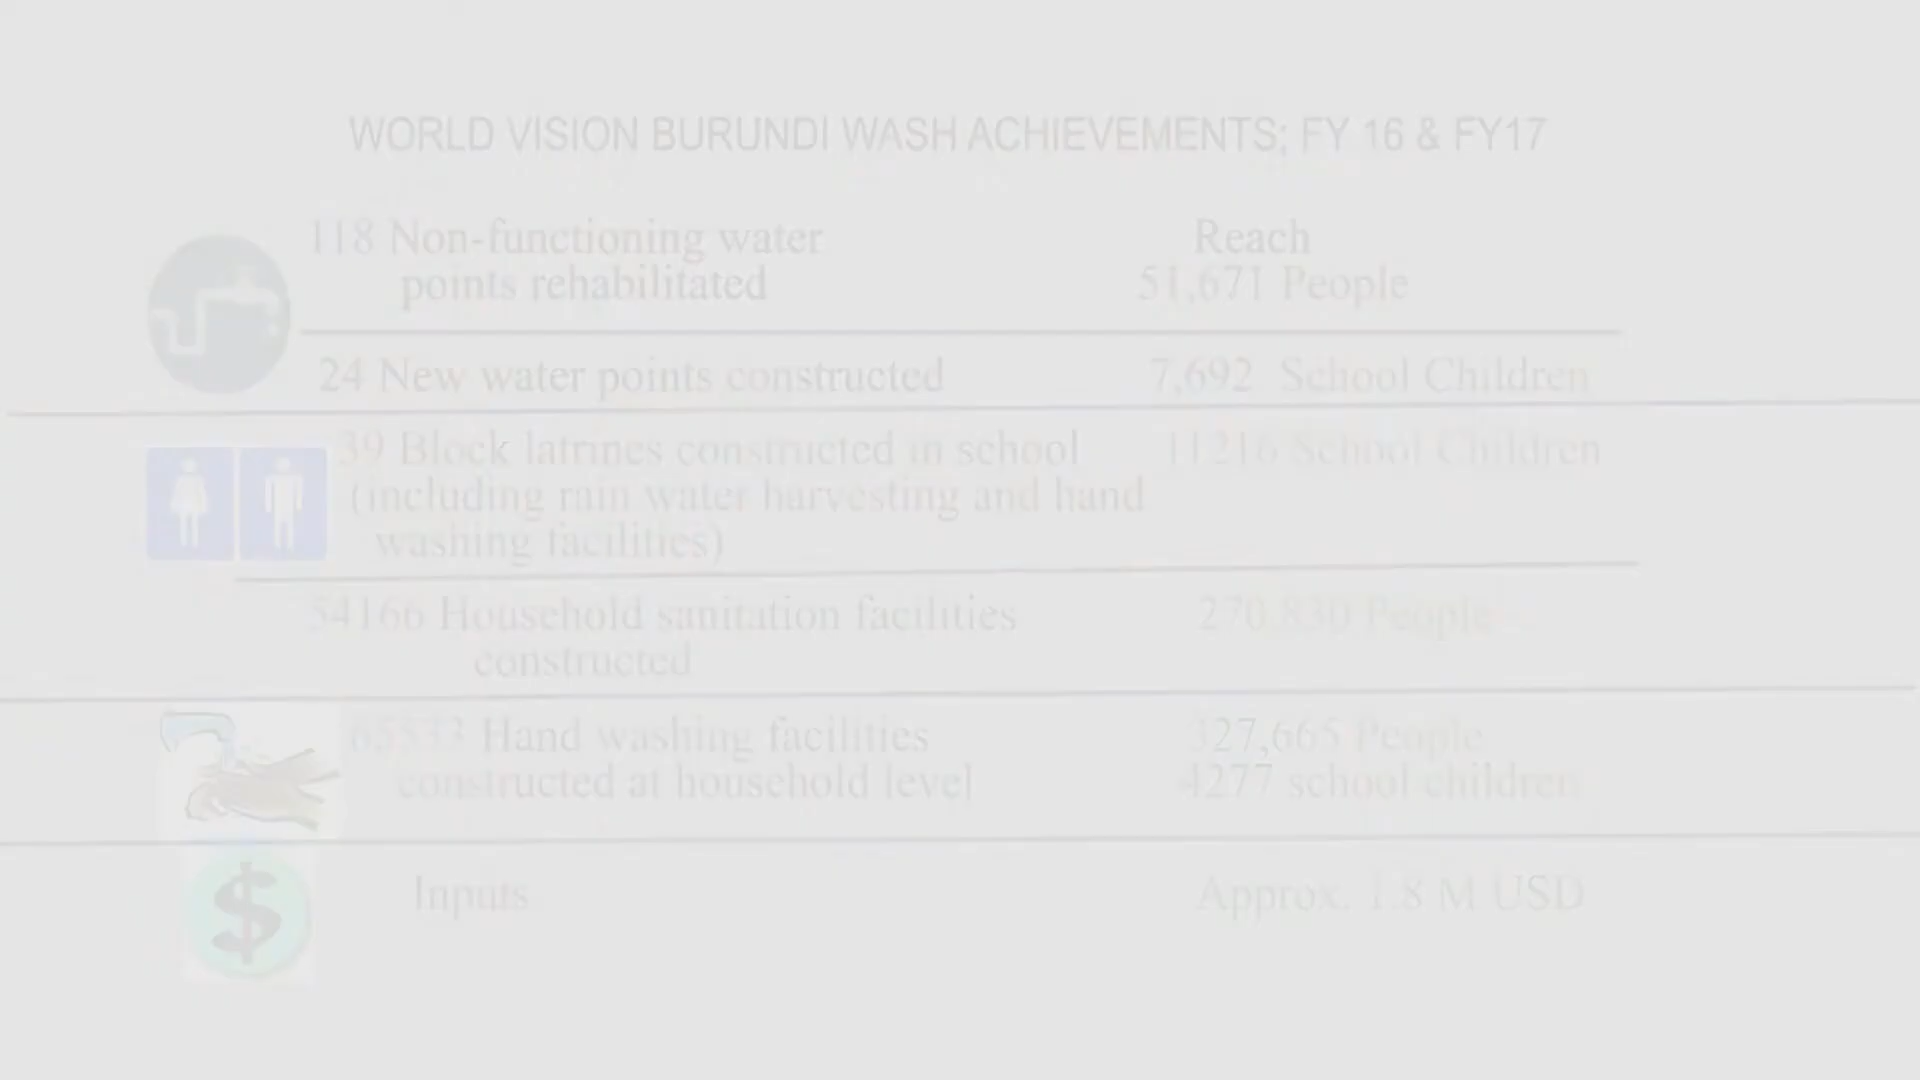 WORLD VISION BURUNDI WASH ACHIEVEMENTS; FY 16 & FY17
118 Non-functioning water
points rehabilitated
Reach
51,671 People
24 New water points constructed
7,692 School Children
39 Block latrines constructed in school
(including rain water harvesting and hand
washing facilities)
11216 School Children
54166 Household sanitation facilities
constructed
270,830 People
65533 Hand washing facilities
constructed at household level
327,665 People
4277 school children
$
Inputs
Approx. 1.8 M USD